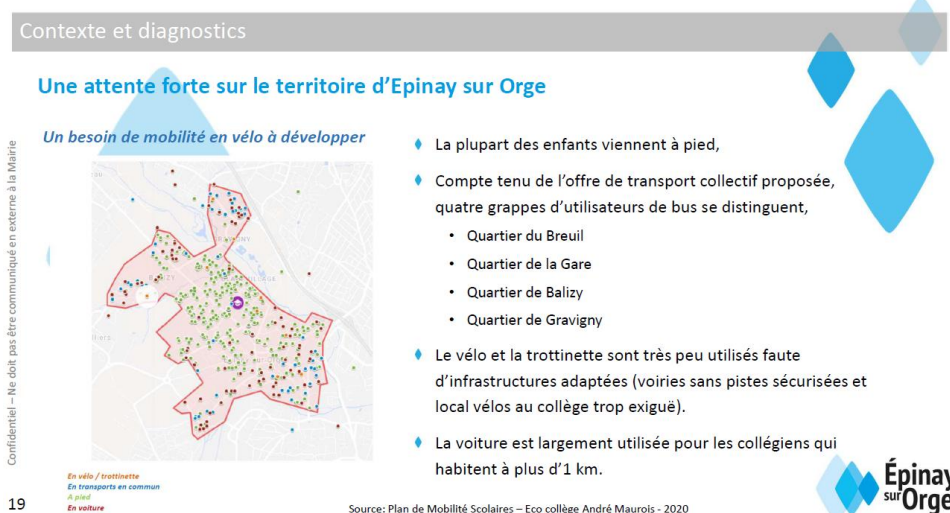 Contexte et diagnostics
Une attente forte sur le territoire d'Epinay sur Orge
Un besoin de mobilité en vélo à développer
La plupart des enfants viennent à pied,
Compte tenu de l'offre de transport collectif proposée,
quatre grappes d'utilisateurs de bus se distinguent,
Quartier du Breuil
Quartier de la Gare
Quartier de Balizy
Quartier de Gravigny
Le vélo et la trottinette sont très peu utilisés faute
d'infrastructures adaptées (voiries sans pistes sécurisées et
local vélos au collège trop exiguë).
La voiture est largement utilisée pour les collégiens qui
habitent à plus d'1 km.
BALIZY
En vélo / trottinette
En transports en commun
A pied
En voiture
Confidentiel – Ne doit pas être communiqué en externe à la Mairie
19
Source: Plan de Mobilité Scolaires – Eco collège André Maurois - 2020
Épinay
sur Orge